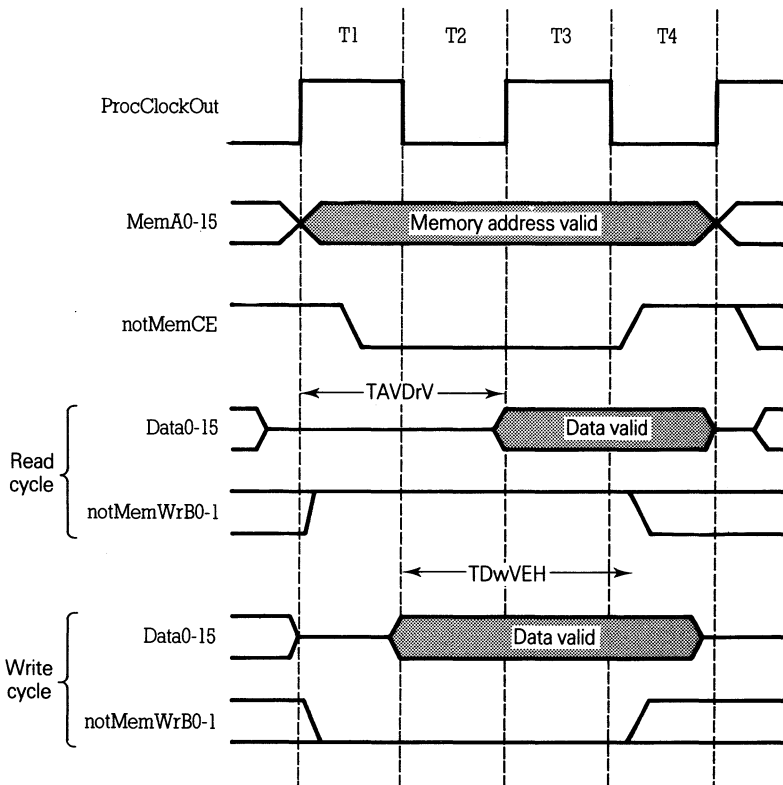 T1 T2 T3 T4
ProcClockOut
MemA0-15
Memory address valid
notMemCE
TAVDrV
Read cycle
Data0-15
Data valid
notMemWrB0-1
TDwVEH
Write cycle
Data0-15
Data valid
notMemWrB0-1